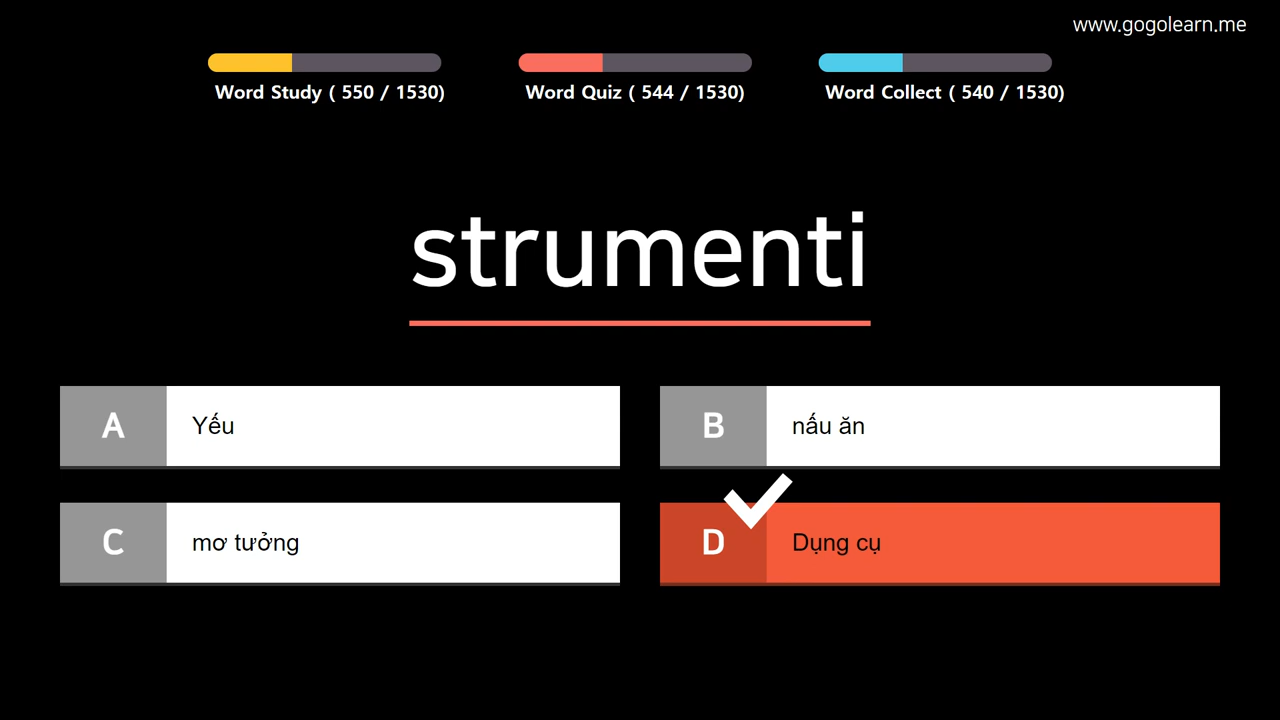 www.gogolearn.me
Word Study ( 550 / 1530)
Word Quiz ( 544 / 1530)
Word Collect ( 540 / 1530)
strumenti
A
Yếu
B
nấu ăn
C
mơ tưởng
D
Dụng cụ